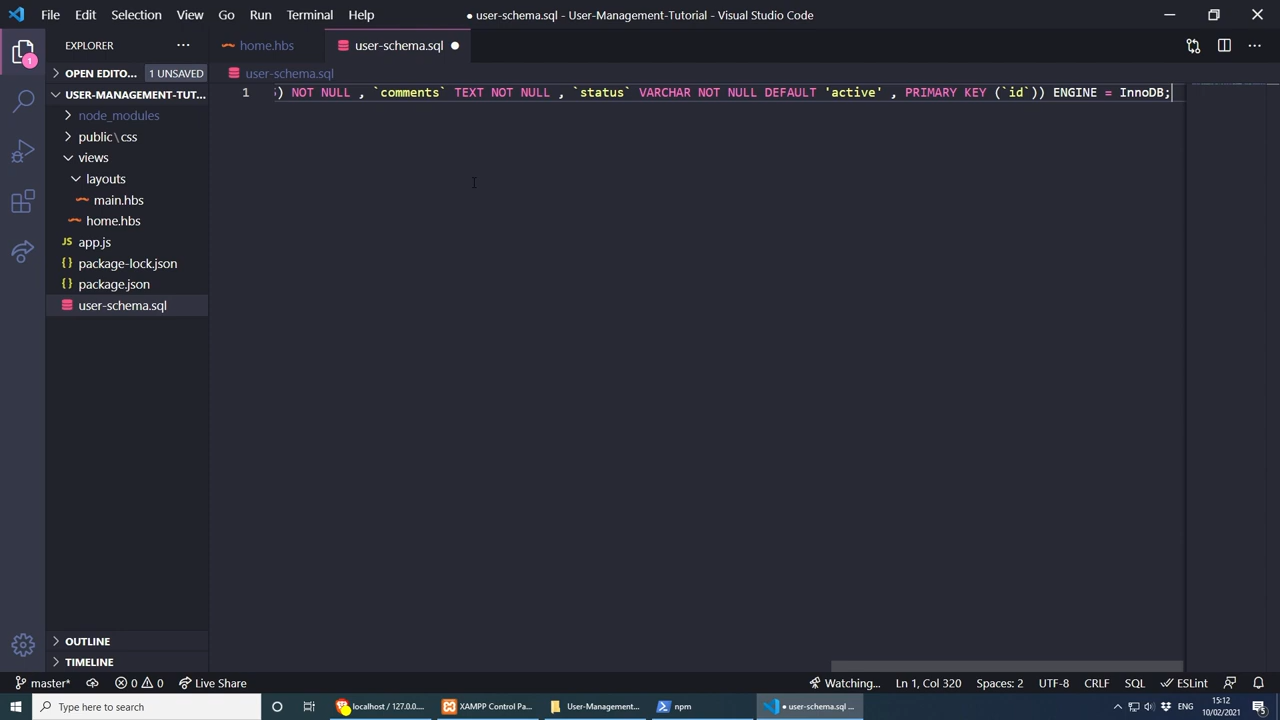 File Edit Selection View Go Run Terminal Help
● user-schema.sql - User-Management-Tutorial - Visual Studio Code
EXPLORER
home.hbs
user-schema.sql
OPEN EDITO... 1 UNSAVED
user-schema.sql
USER-MANAGEMENT-TUT...
1 ) NOT NULL , `comments` TEXT NOT NULL , `status` VARCHAR NOT NULL DEFAULT 'active' , PRIMARY KEY (`id`)) ENGINE = InnoDB;
node_modules
public\css
views
layouts
main.hbs
home.hbs
JS app.js
{} package-lock.json
{} package.json
user-schema.sql
OUTLINE
TIMELINE
master* 0 0 Live Share
Watching... Ln 1, Col 320 Spaces: 2 UTF-8 CRLF SQL ESLint
Type here to search
localhost / 127.0.0....
XAMPP Control Pa...
User-Management...
npm
● user-schema.sql ...
ENG
15:12
10/02/2021